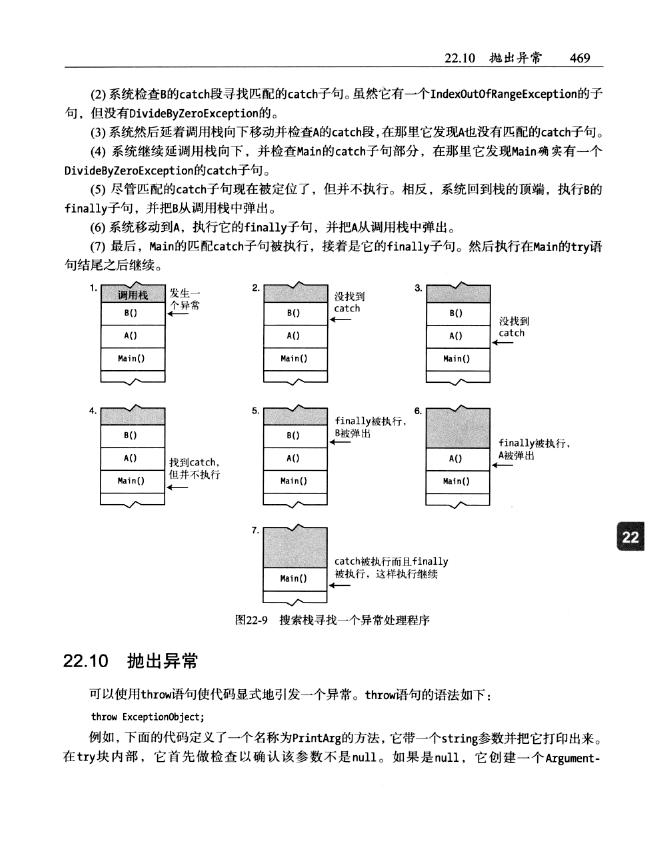 22.10 抛出异常 469
(2) 系统检查B的catch段寻找匹配的catch子句。虽然它有一个IndexOutOfRangeException的子
句，但没有DivideByZeroException的。
(3) 系统然后延着调用栈向下移动并检查A的catch段，在那里它发现A也没有匹配的catch子句。
(4) 系统继续延调用栈向下，并检查Main的catch子句部分，在那里它发现Main确实有一个
DivideByZeroException的catch子句。
(5) 尽管匹配的catch子句现在被定位了，但并不执行。相反，系统回到栈的顶端，执行B的
finally子句，并把B从调用栈中弹出。
(6) 系统移动到A，执行它的finally子句，并把A从调用栈中弹出。
(7) 最后，Main的匹配catch子句被执行，接着是它的finally子句。然后执行在Main的try语
句结尾之后继续。
1.
调用栈
B()
A()
Main()
发生一
个异常
2.
B()
A()
Main()
没找到
catch
3.
B()
A()
Main()
没找到
catch
4.
B()
A()
Main()
找到catch，
但并不执行
5.
B()
A()
Main()
finally被执行，
B被弹出
6.
A()
Main()
finally被执行，
A被弹出
7.
Main()
catch被执行而且finally
被执行，这样执行继续
22
图22-9 搜索栈寻找一个异常处理程序
22.10 抛出异常
可以使用throw语句使代码显式地引发一个异常。throw语句的语法如下：
throw ExceptionObject;
例如，下面的代码定义了一个名称为PrintArg的方法，它带一个string参数并把它打印出来。
在try块内部，它首先做检查以确认该参数不是null。如果是null，它创建一个Argument-